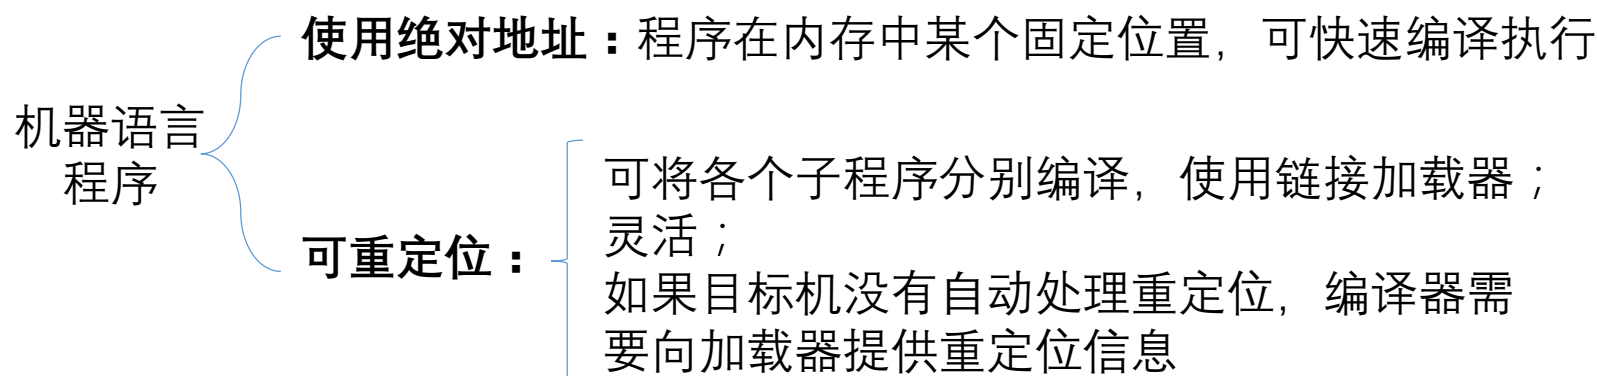 使用绝对地址：程序在内存中某个固定位置，可快速编译执行
机器语言
程序
可将各个子程序分别编译，使用链接加载器；
灵活；
可重定位：
如果目标机没有自动处理重定位，编译器需
要向加载器提供重定位信息